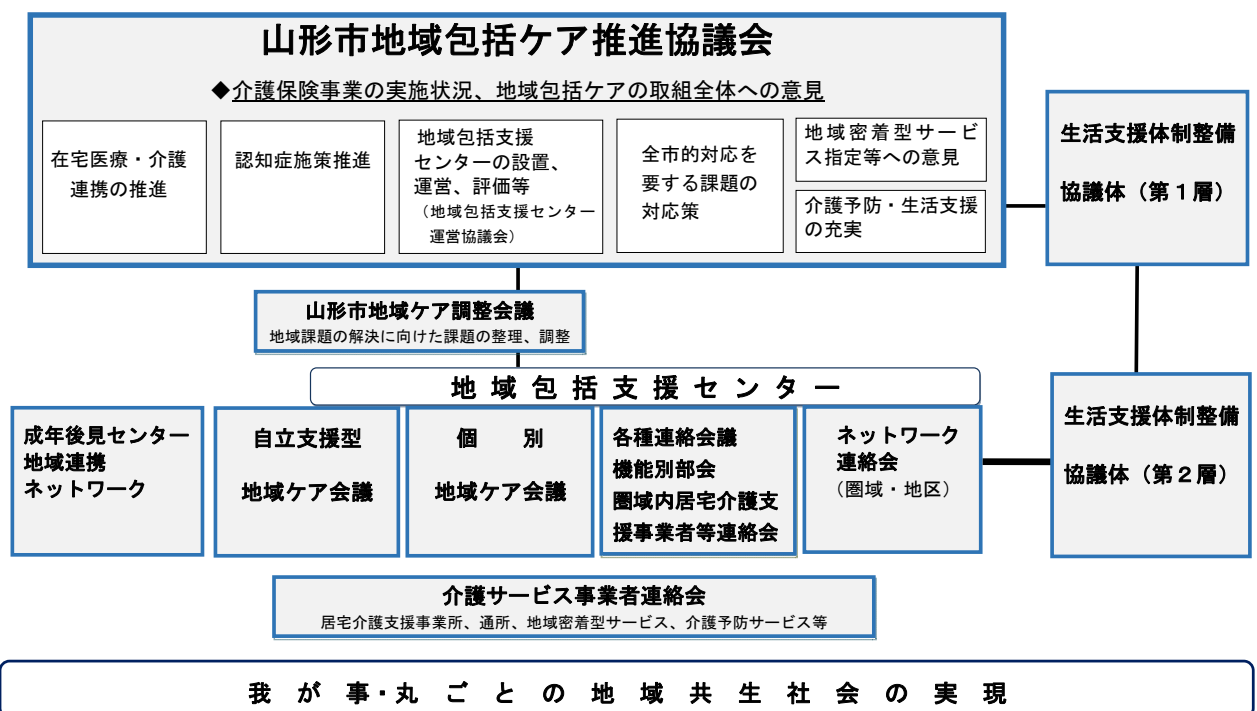 山形市地域包括ケア推進協議会
◆介護保険事業の実施状況、地域包括ケアの取組全体への意見
在宅医療・介護
連携の推進
認知症施策推進
地域包括支援
センターの設置、
運営、評価等
（地域包括支援センター
運営協議会）
全市的対応を
要する課題の
対応策
地域密着型サービ
ス指定等への意見
介護予防・生活支援
の充実
生活支援体制整備
協議体（第１層）
山形市地域ケア調整会議
地域課題の解決に向けた課題の整理、調整
地域包括支援センター
成年後見センター
地域連携
ネットワーク
自立支援型
地域ケア会議
個　別
地域ケア会議
各種連絡会議
機能別部会
圏域内居宅介護支
援事業者等連絡会
ネットワーク
連絡会
（圏域・地区）
生活支援体制整備
協議体（第２層）
介護サービス事業者連絡会
居宅介護支援事業所、通所、地域密着型サービス、介護予防サービス等
我が事・丸ごとの地域共生社会の実現